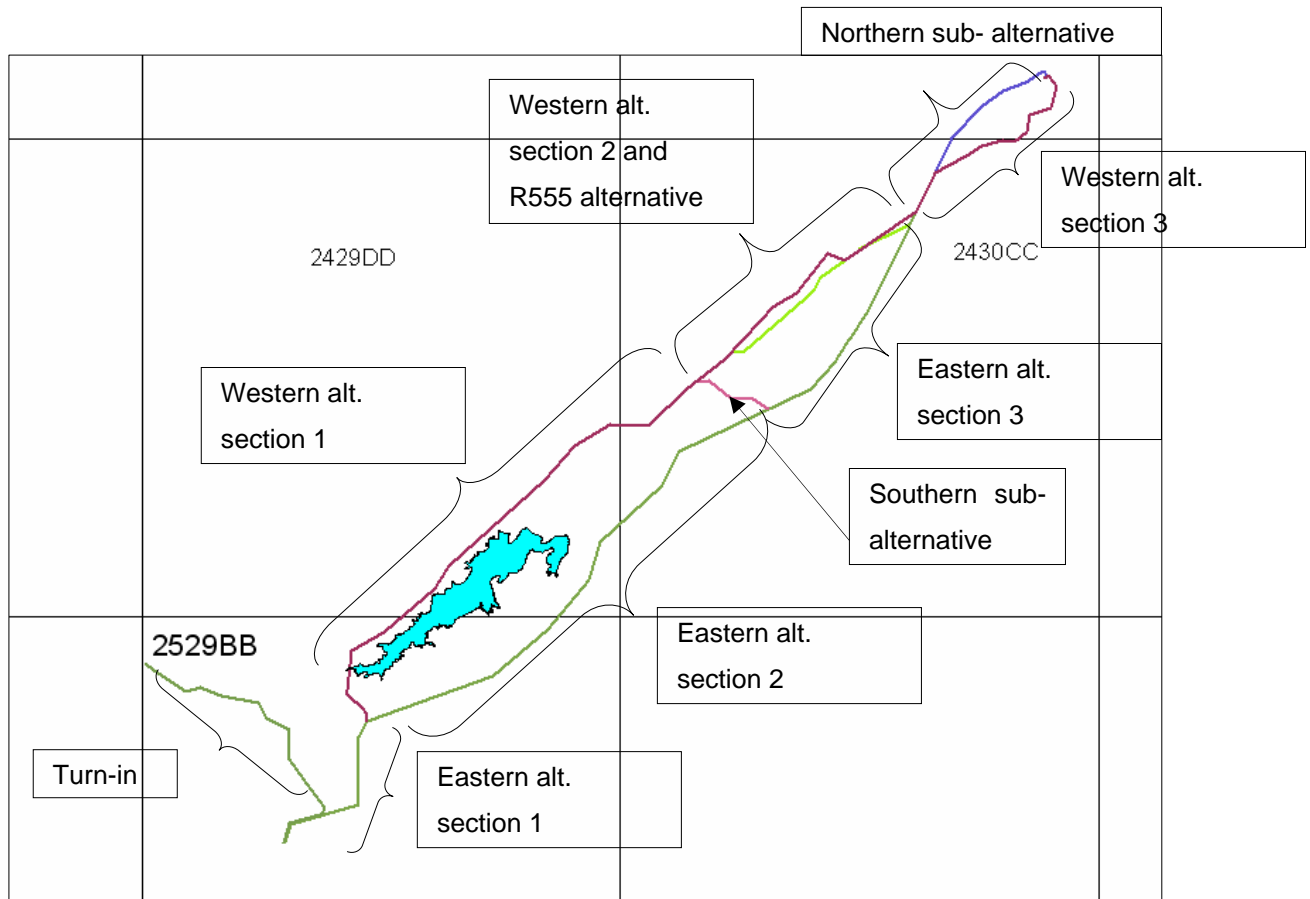 Northern sub- alternative
Western alt.
section 2 and
R555 alternative
Western alt.
section 3
2429DD
2430CC
Western alt.
section 1
Eastern alt.
section 3
Southern sub-
alternative
2529BB
Eastern alt.
section 2
Turn-in
Eastern alt.
section 1